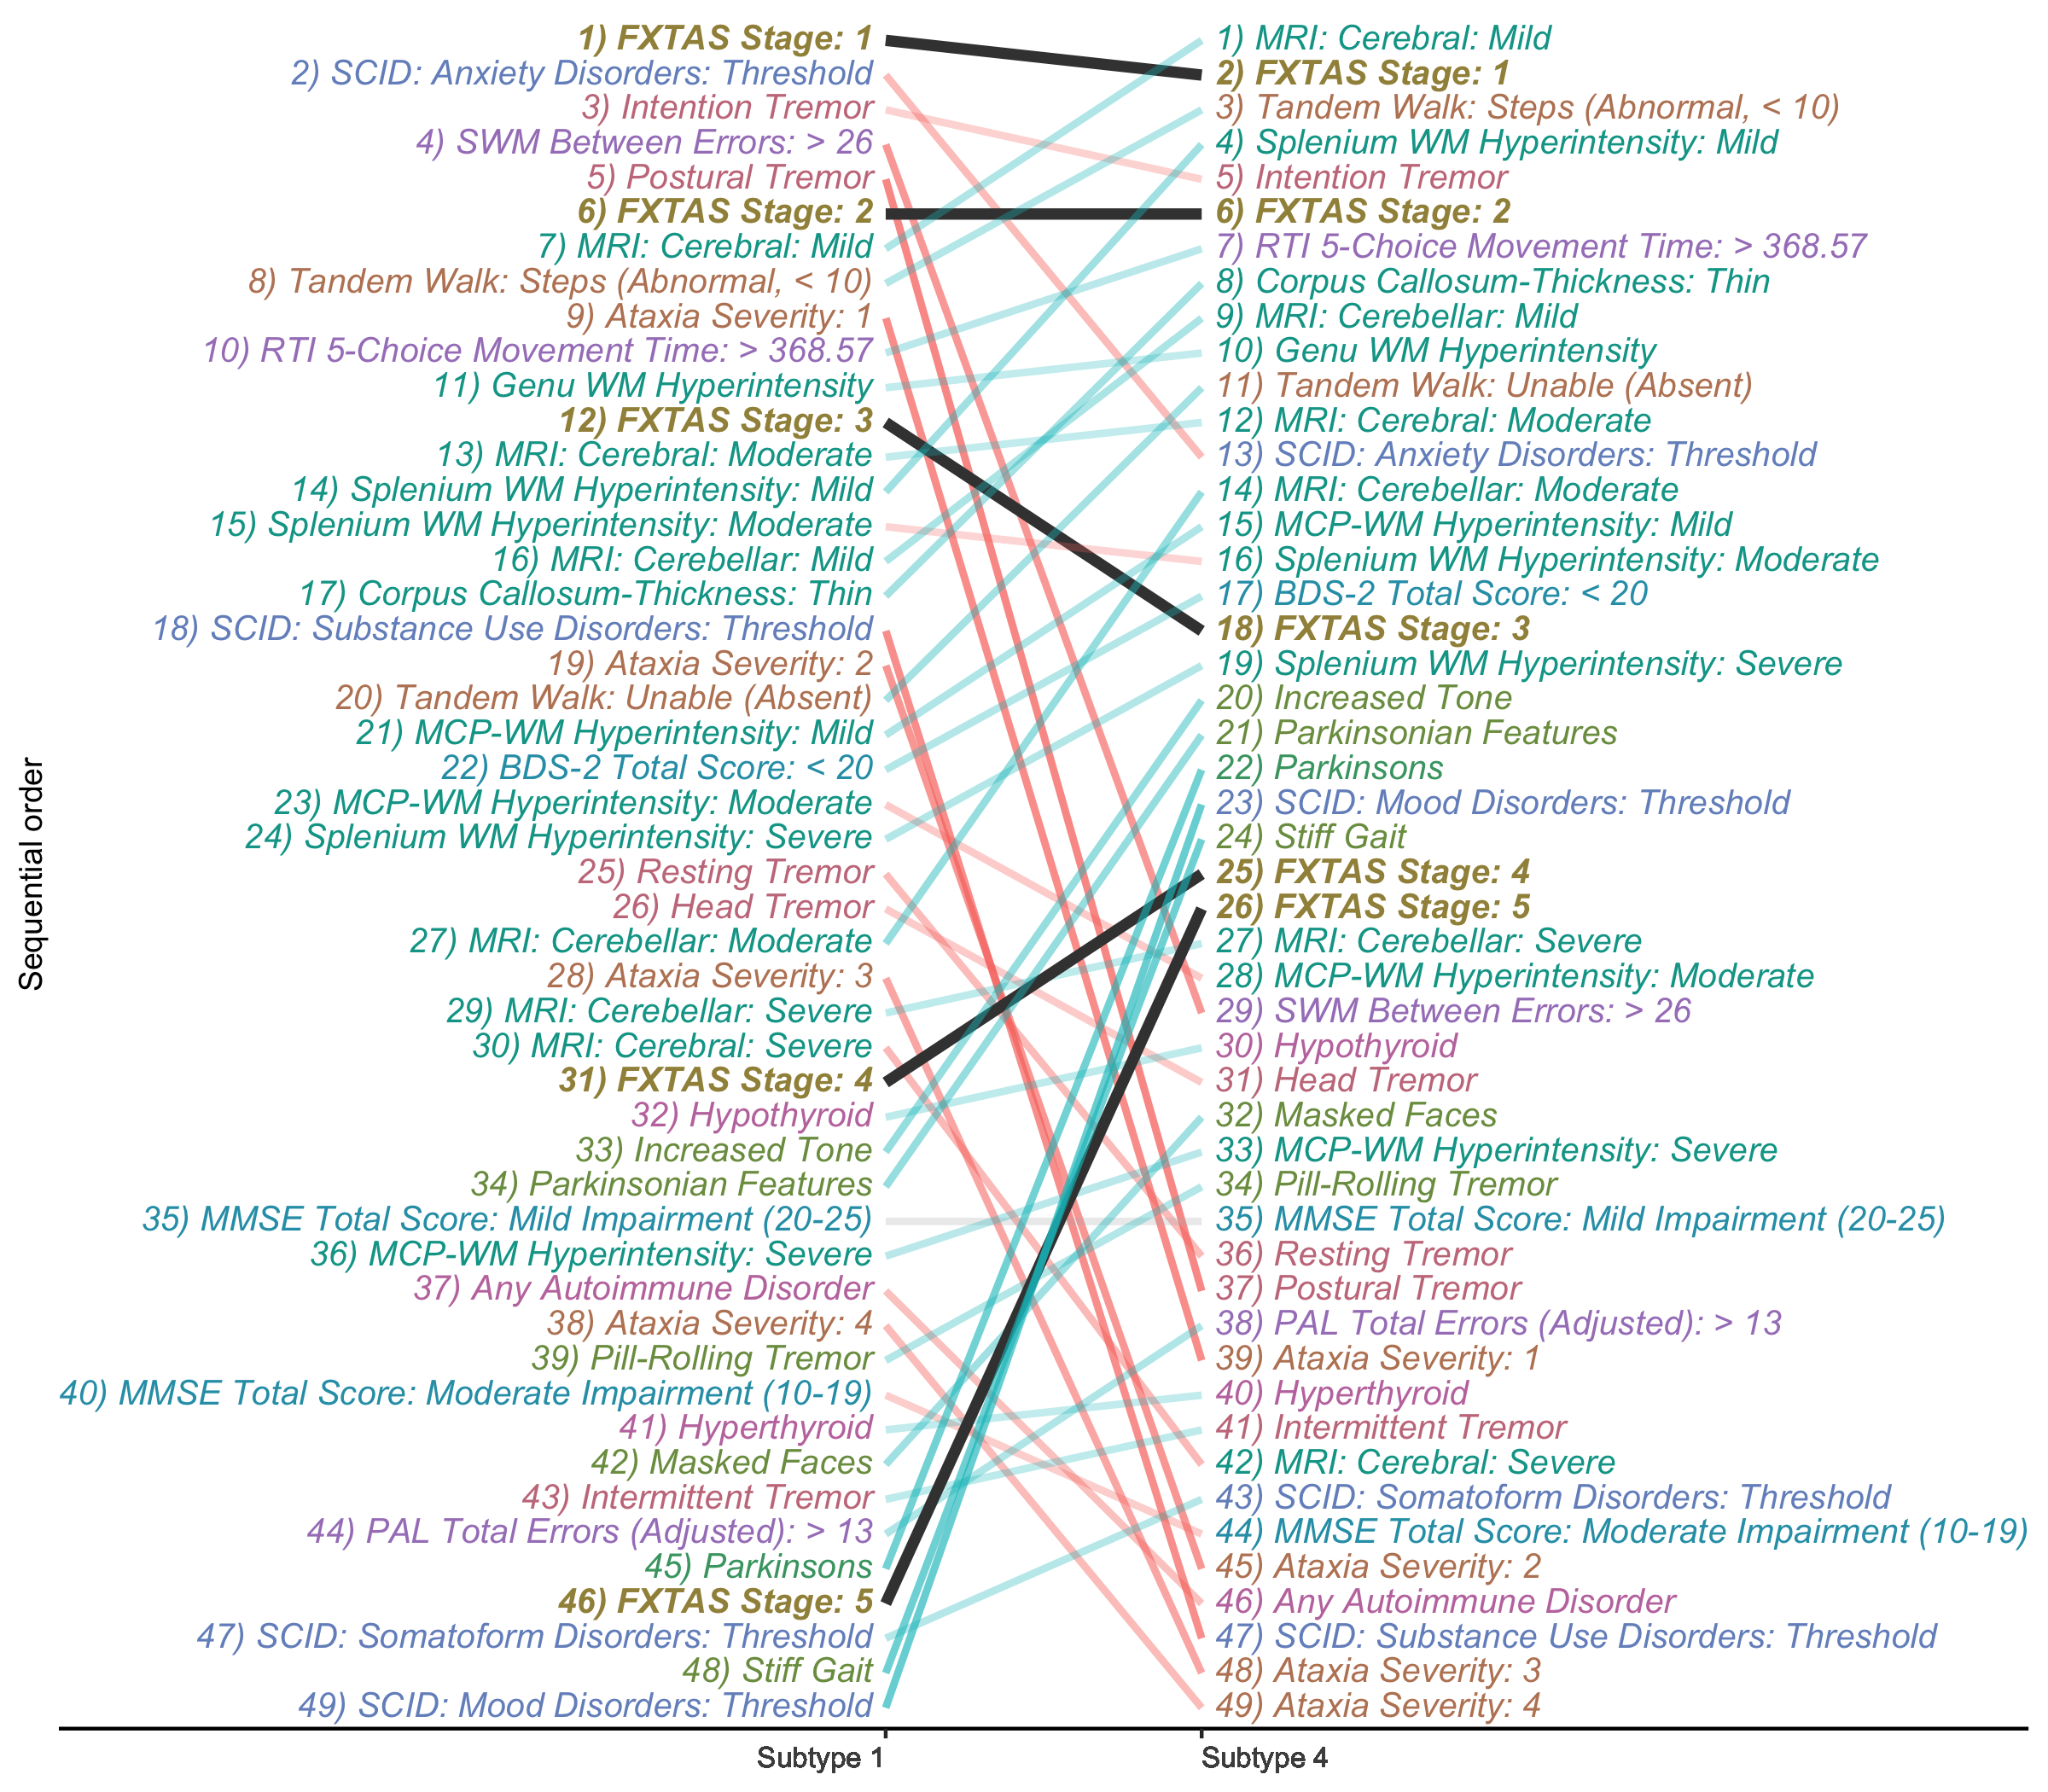 Sequential order
1) FXTAS Stage: 1
2) SCID: Anxiety Disorders: Threshold
3) Intention Tremor
4) SWM Between Errors: > 26
5) Postural Tremor
6) FXTAS Stage: 2
7) MRI: Cerebral: Mild
8) Tandem Walk: Steps (Abnormal, < 10)
9) Ataxia Severity: 1
10) RTI 5-Choice Movement Time: > 368.57
11) Genu WM Hyperintensity
12) FXTAS Stage: 3
13) MRI: Cerebral: Moderate
14) Splenium WM Hyperintensity: Mild
15) Splenium WM Hyperintensity: Moderate
16) MRI: Cerebellar: Mild
17) Corpus Callosum-Thickness: Thin
18) SCID: Substance Use Disorders: Threshold
19) Ataxia Severity: 2
20) Tandem Walk: Unable (Absent)
21) MCP-WM Hyperintensity: Mild
22) BDS-2 Total Score: < 20
23) MCP-WM Hyperintensity: Moderate
24) Splenium WM Hyperintensity: Severe
25) Resting Tremor
26) Head Tremor
27) MRI: Cerebellar: Moderate
28) Ataxia Severity: 3
29) MRI: Cerebellar: Severe
30) MRI: Cerebral: Severe
31) FXTAS Stage: 4
32) Hypothyroid
33) Increased Tone
34) Parkinsonian Features
35) MMSE Total Score: Mild Impairment (20-25)
36) MCP-WM Hyperintensity: Severe
37) Any Autoimmune Disorder
38) Ataxia Severity: 4
39) Pill-Rolling Tremor
40) MMSE Total Score: Moderate Impairment (10-19)
41) Hyperthyroid
42) Masked Faces
43) Intermittent Tremor
44) PAL Total Errors (Adjusted): > 13
45) Parkinsons
46) FXTAS Stage: 5
47) SCID: Somatoform Disorders: Threshold
48) Stiff Gait
49) SCID: Mood Disorders: Threshold
1) MRI: Cerebral: Mild
2) FXTAS Stage: 1
3) Tandem Walk: Steps (Abnormal, < 10)
4) Splenium WM Hyperintensity: Mild
5) Intention Tremor
6) FXTAS Stage: 2
7) RTI 5-Choice Movement Time: > 368.57
8) Corpus Callosum-Thickness: Thin
9) MRI: Cerebellar: Mild
10) Genu WM Hyperintensity
11) Tandem Walk: Unable (Absent)
12) MRI: Cerebral: Moderate
13) SCID: Anxiety Disorders: Threshold
14) MRI: Cerebellar: Moderate
15) MCP-WM Hyperintensity: Mild
16) Splenium WM Hyperintensity: Moderate
17) BDS-2 Total Score: < 20
18) FXTAS Stage: 3
19) Splenium WM Hyperintensity: Severe
20) Increased Tone
21) Parkinsonian Features
22) Parkinsons
23) SCID: Mood Disorders: Threshold
24) Stiff Gait
25) FXTAS Stage: 4
26) FXTAS Stage: 5
27) MRI: Cerebellar: Severe
28) MCP-WM Hyperintensity: Moderate
29) SWM Between Errors: > 26
30) Hypothyroid
31) Head Tremor
32) Masked Faces
33) MCP-WM Hyperintensity: Severe
34) Pill-Rolling Tremor
35) MMSE Total Score: Mild Impairment (20-25)
36) Resting Tremor
37) Postural Tremor
38) PAL Total Errors (Adjusted): > 13
39) Ataxia Severity: 1
40) Hyperthyroid
41) Intermittent Tremor
42) MRI: Cerebral: Severe
43) SCID: Somatoform Disorders: Threshold
44) MMSE Total Score: Moderate Impairment (10-19)
45) Ataxia Severity: 2
46) Any Autoimmune Disorder
47) SCID: Substance Use Disorders: Threshold
48) Ataxia Severity: 3
49) Ataxia Severity: 4
Subtype 1
Subtype 4